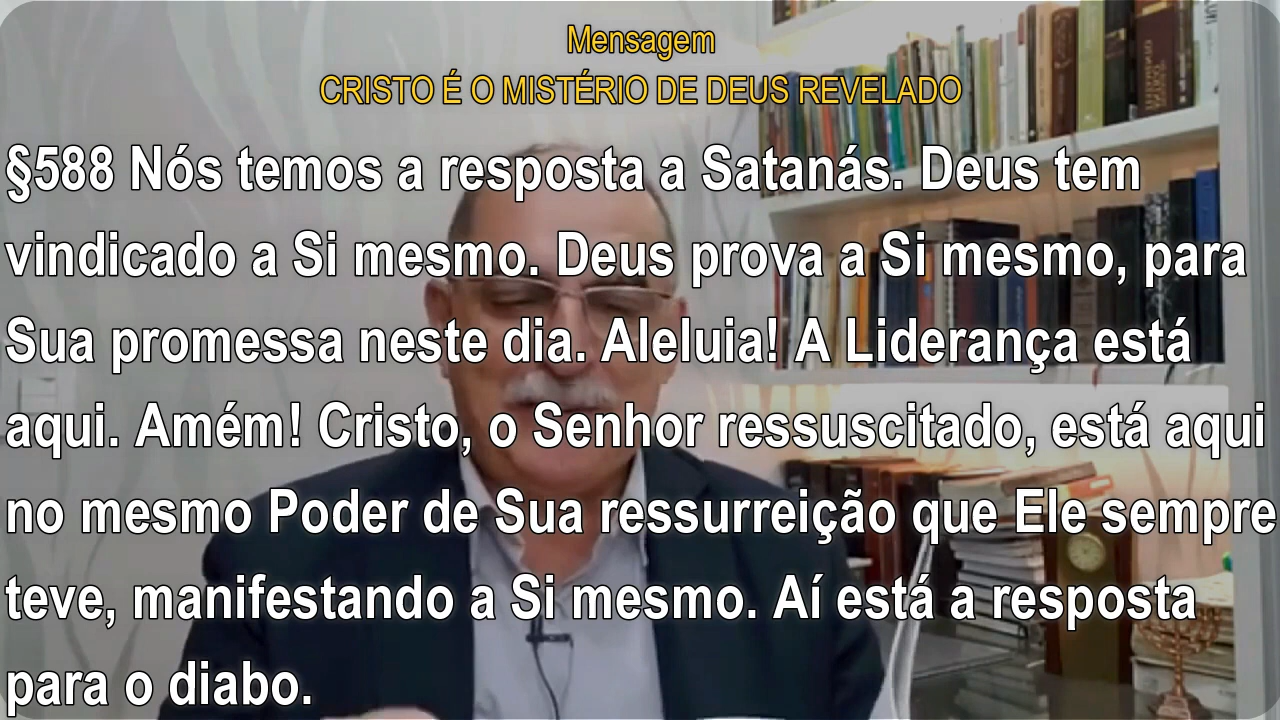 Mensagem
CRISTO É O MISTÉRIO DE DEUS REVELADO
§588 Nós temos a resposta a Satanás. Deus tem
vindicado a Si mesmo. Deus prova a Si mesmo, para
Sua promessa neste dia. Aleluia! A Liderança está
aqui. Amém! Cristo, o Senhor ressuscitado, está aqui
no mesmo Poder de Sua ressurreição que Ele sempre
teve, manifestando a Si mesmo. Aí está a resposta
para o diabo.